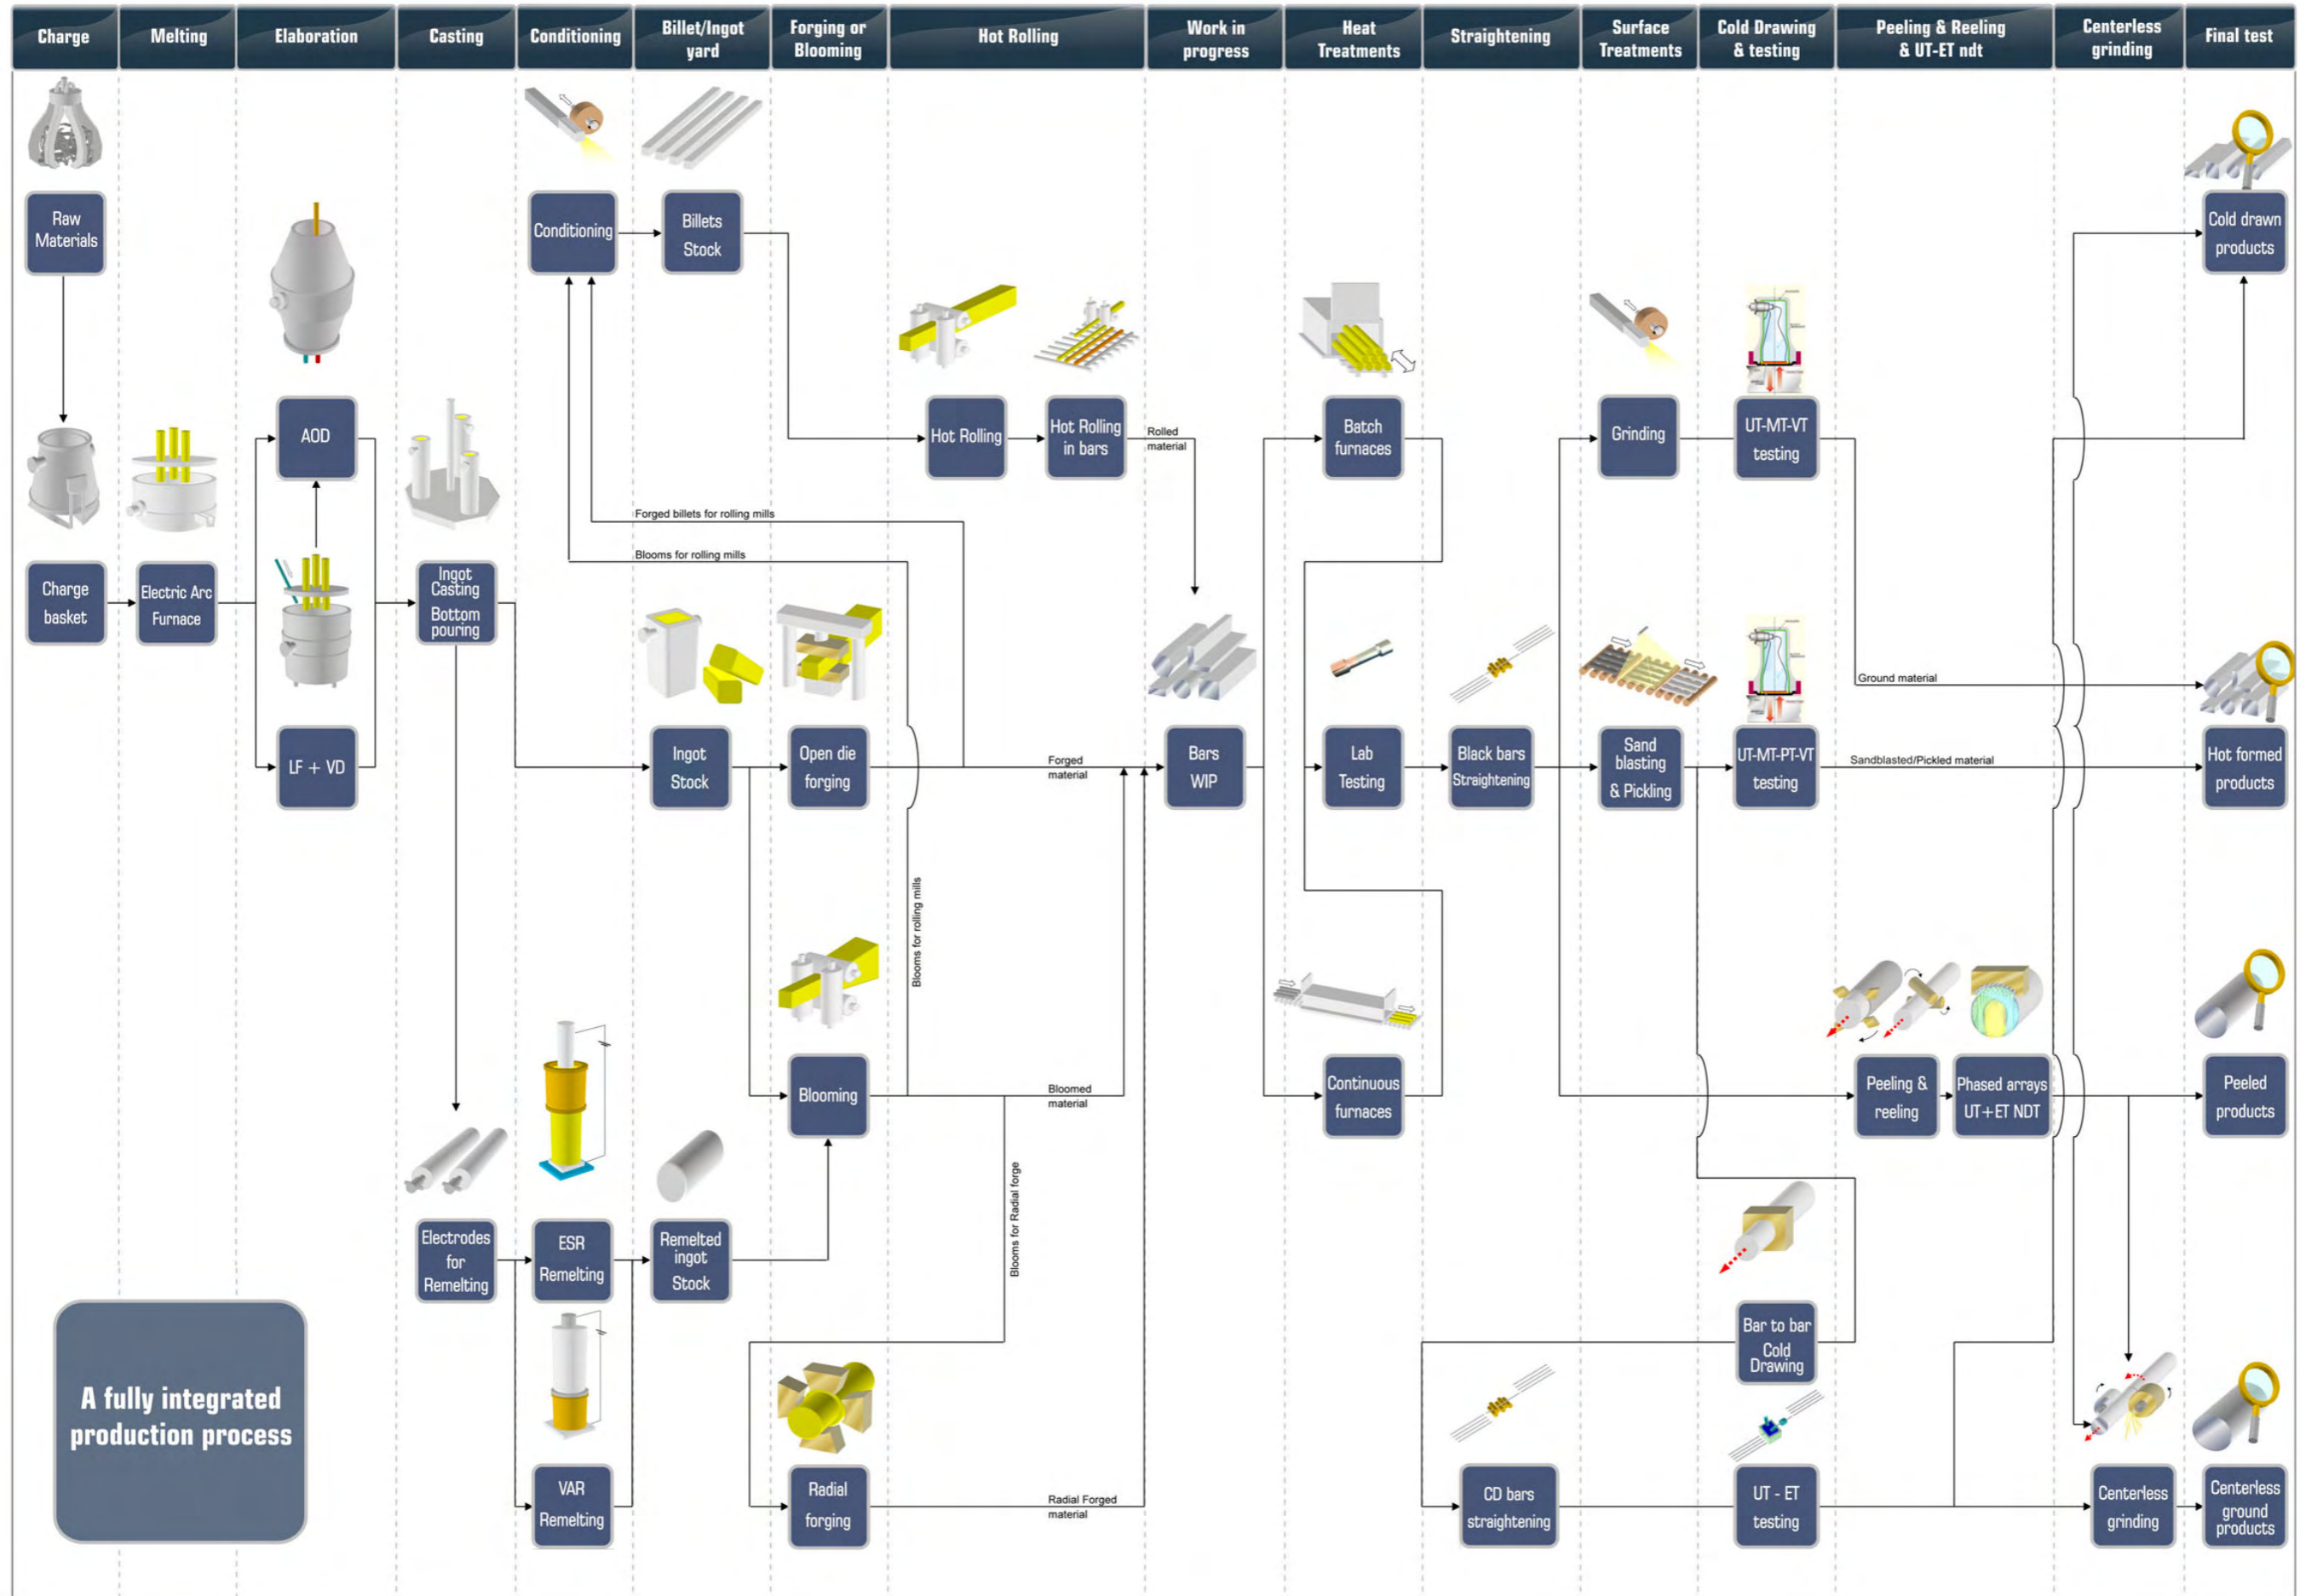 Charge
Melting
Elaboration
Casting
Conditioning
Billet/Ingot
yard
Forging or
Blooming
Hot Rolling
Work in
progress
Heat
Treatments
Straightening
Surface
Treatments
Cold Drawing
& testing
Peeling & Reeling
& UT-ET ndt
Centerless
grinding
Final test
Raw
Materials
Conditioning
Billets
Stock
Cold drawn
products
AOD
Hot Rolling
Hot Rolling
in bars
Rolled
material
Batch
furnaces
Grinding
UT-MT-VT
testing
Forged billets for rolling mills
Blooms for rolling mills
Charge
basket
Electric Arc
Furnace
Ingot
Casting
Bottom
pouring
Ground material
LF + VD
Ingot
Stock
Open die
forging
Forged
material
Bars
WIP
Lab
Testing
Black bars
Straightening
Sand
blasting
& Pickling
UT-MT-PT-VT
testing
Sandblasted/Pickled material
Hot formed
products
Blooms for rolling mills
Blooming
Bloomed
material
Continuous
furnaces
Peeling &
reeling
Phased arrays
UT+ET NDT
Peeled
products
Blooms for Radial forge
Electrodes
for
Remelting
ESR
Remelting
Remelted
ingot
Stock
Bar to bar
Cold
Drawing
A fully integrated
production process
VAR
Remelting
Radial
forging
Radial Forged
material
CD bars
straightening
UT - ET
testing
Centerless
grinding
Centerless
ground
products